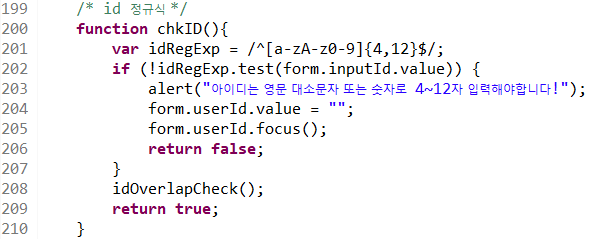 199 /* id 정규식 */
200 function chkID(){
201 var idRegExp = /^[a-zA-z0-9]{4,12}$/;
202 if (!idRegExp.test(form.inputId.value)) {
203 alert("아이디는 영문 대소문자 또는 숫자로 4~12자 입력해야합니다!");
204 form.userId.value = "";
205 form.userId.focus();
206 return false;
207 }
208 idOverlapCheck();
209 return true;
210 }